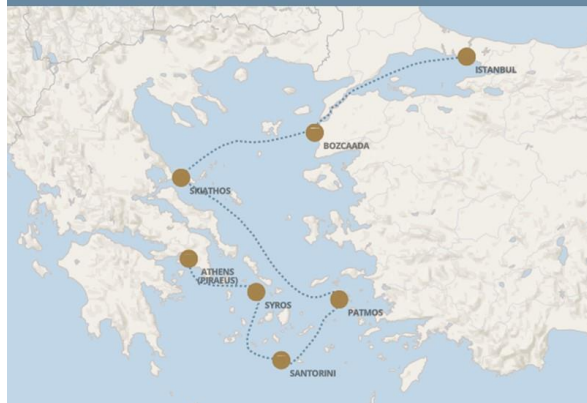 ISTANBUL
BOZCAADA
SKIATHOS
ATHENS
(PIRAEUS)
SYROS
PATMOS
SANTORINI